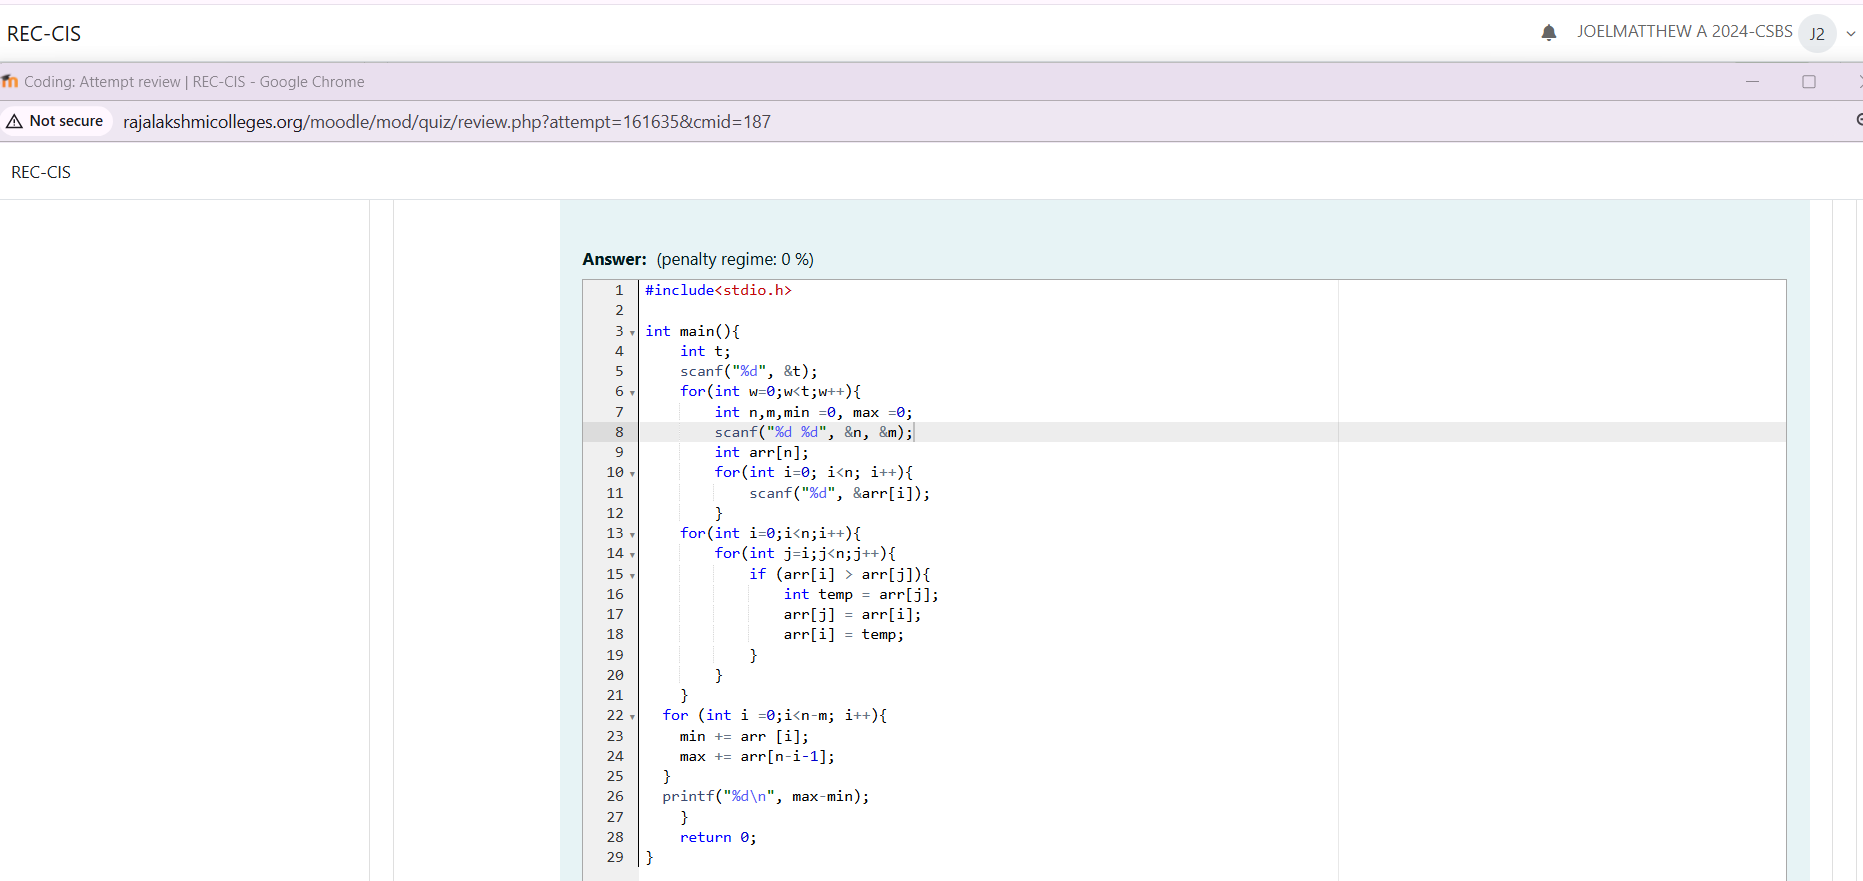 REC-CIS
JOELMATTHEW A 2024-CSBS J2
Coding: Attempt review | REC-CIS - Google Chrome
Not secure rajalakshmicolleges.org/moodle/mod/quiz/review.php?attempt=161635&cmid=187
REC-CIS
Answer: (penalty regime: 0 %)
1 #include<stdio.h>
2
3 int main(){
4 int t;
5 scanf("%d", &t);
6 for(int w=0;w<t;w++){
7 int n,m,min =0, max =0;
8 scanf("%d %d", &n, &m);
9 int arr[n];
10 for(int i=0; i<n; i++){
11 scanf("%d", &arr[i]);
12 }
13 for(int i=0;i<n;i++){
14 for(int j=i;j<n;j++){
15 if (arr[i] > arr[j]){
16 int temp = arr[j];
17 arr[j] = arr[i];
18 arr[i] = temp;
19 }
20 }
21 }
22 for (int i =0;i<n-m; i++){
23 min += arr [i];
24 max += arr[n-i-1];
25 }
26 printf("%d\n", max-min);
27 }
28 return 0;
29 }